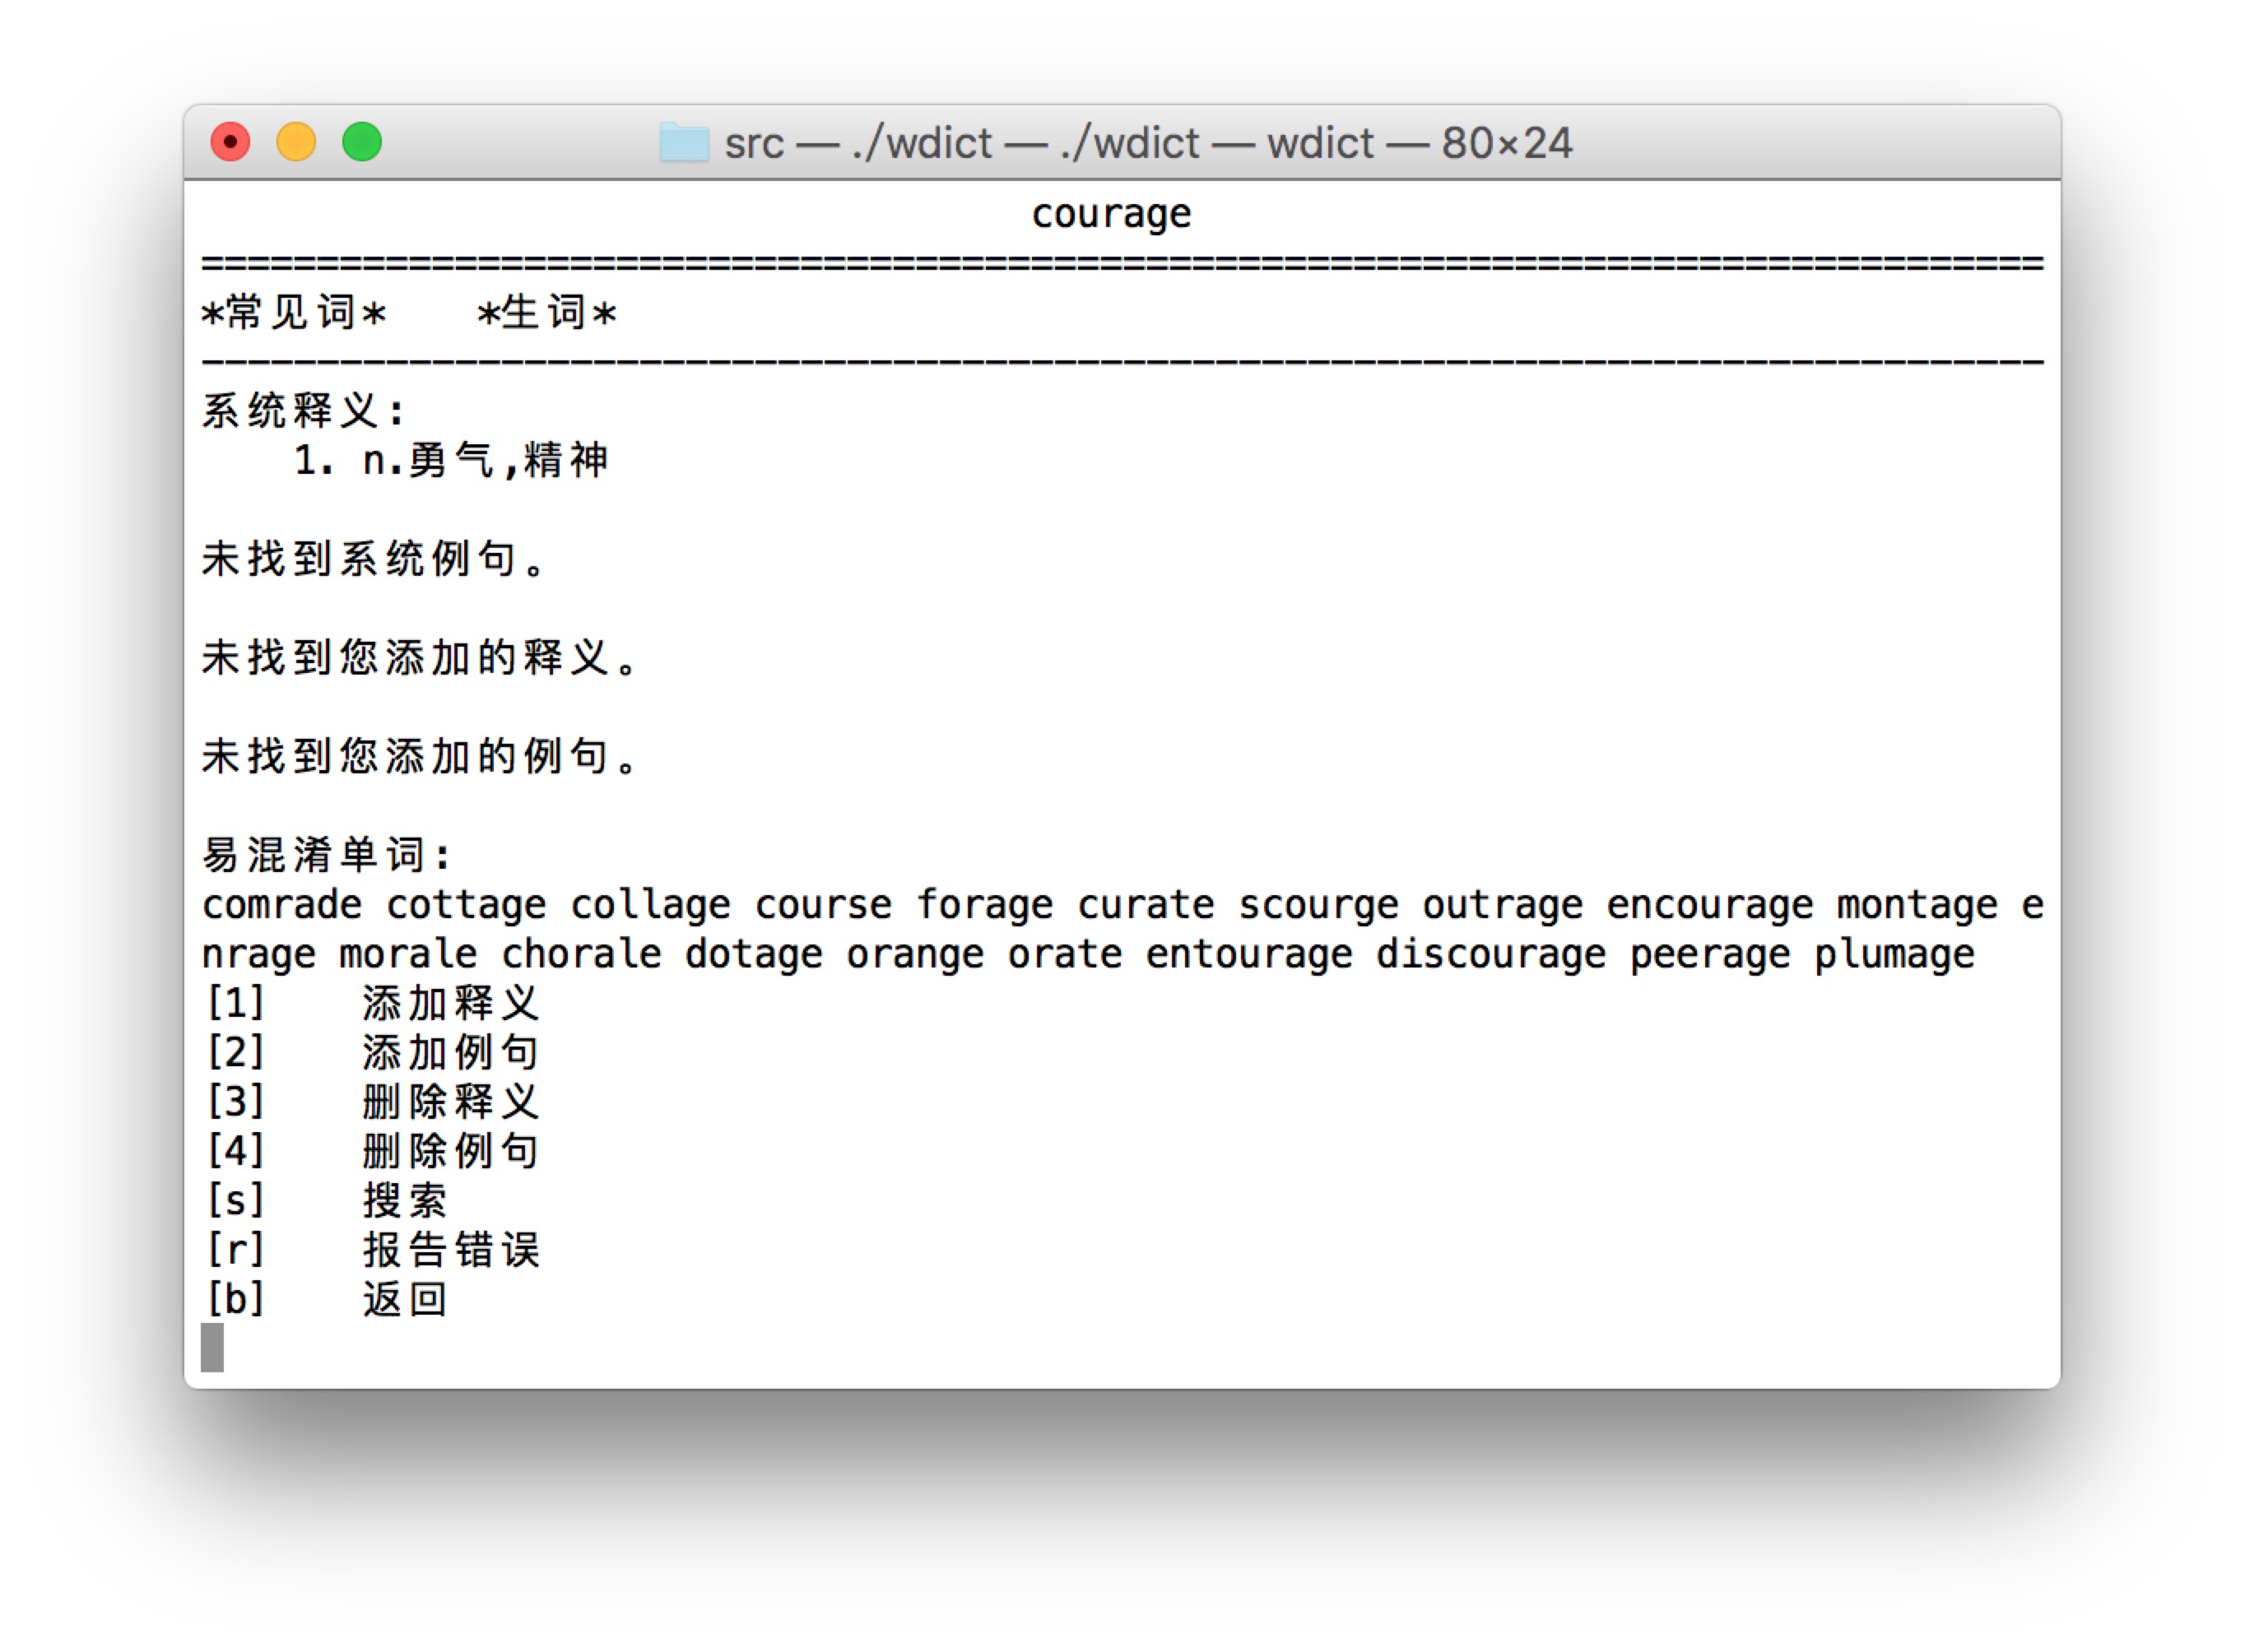 src — ./wdict — ./wdict — wdict — 80×24
courage
================================================================================
*常见词*    *生词*
--------------------------------------------------------------------------------
系统释义:
    1. n.勇气,精神
未找到系统例句。
未找到您添加的释义。
未找到您添加的例句。
易混淆单词:
comrade cottage collage course forage curate scourge outrage encourage montage e
nrage morale chorale dotage orange orate entourage discourage peerage plumage
[1]    添加释义
[2]    添加例句
[3]    删除释义
[4]    删除例句
[s]    搜索
[r]    报告错误
[b]    返回